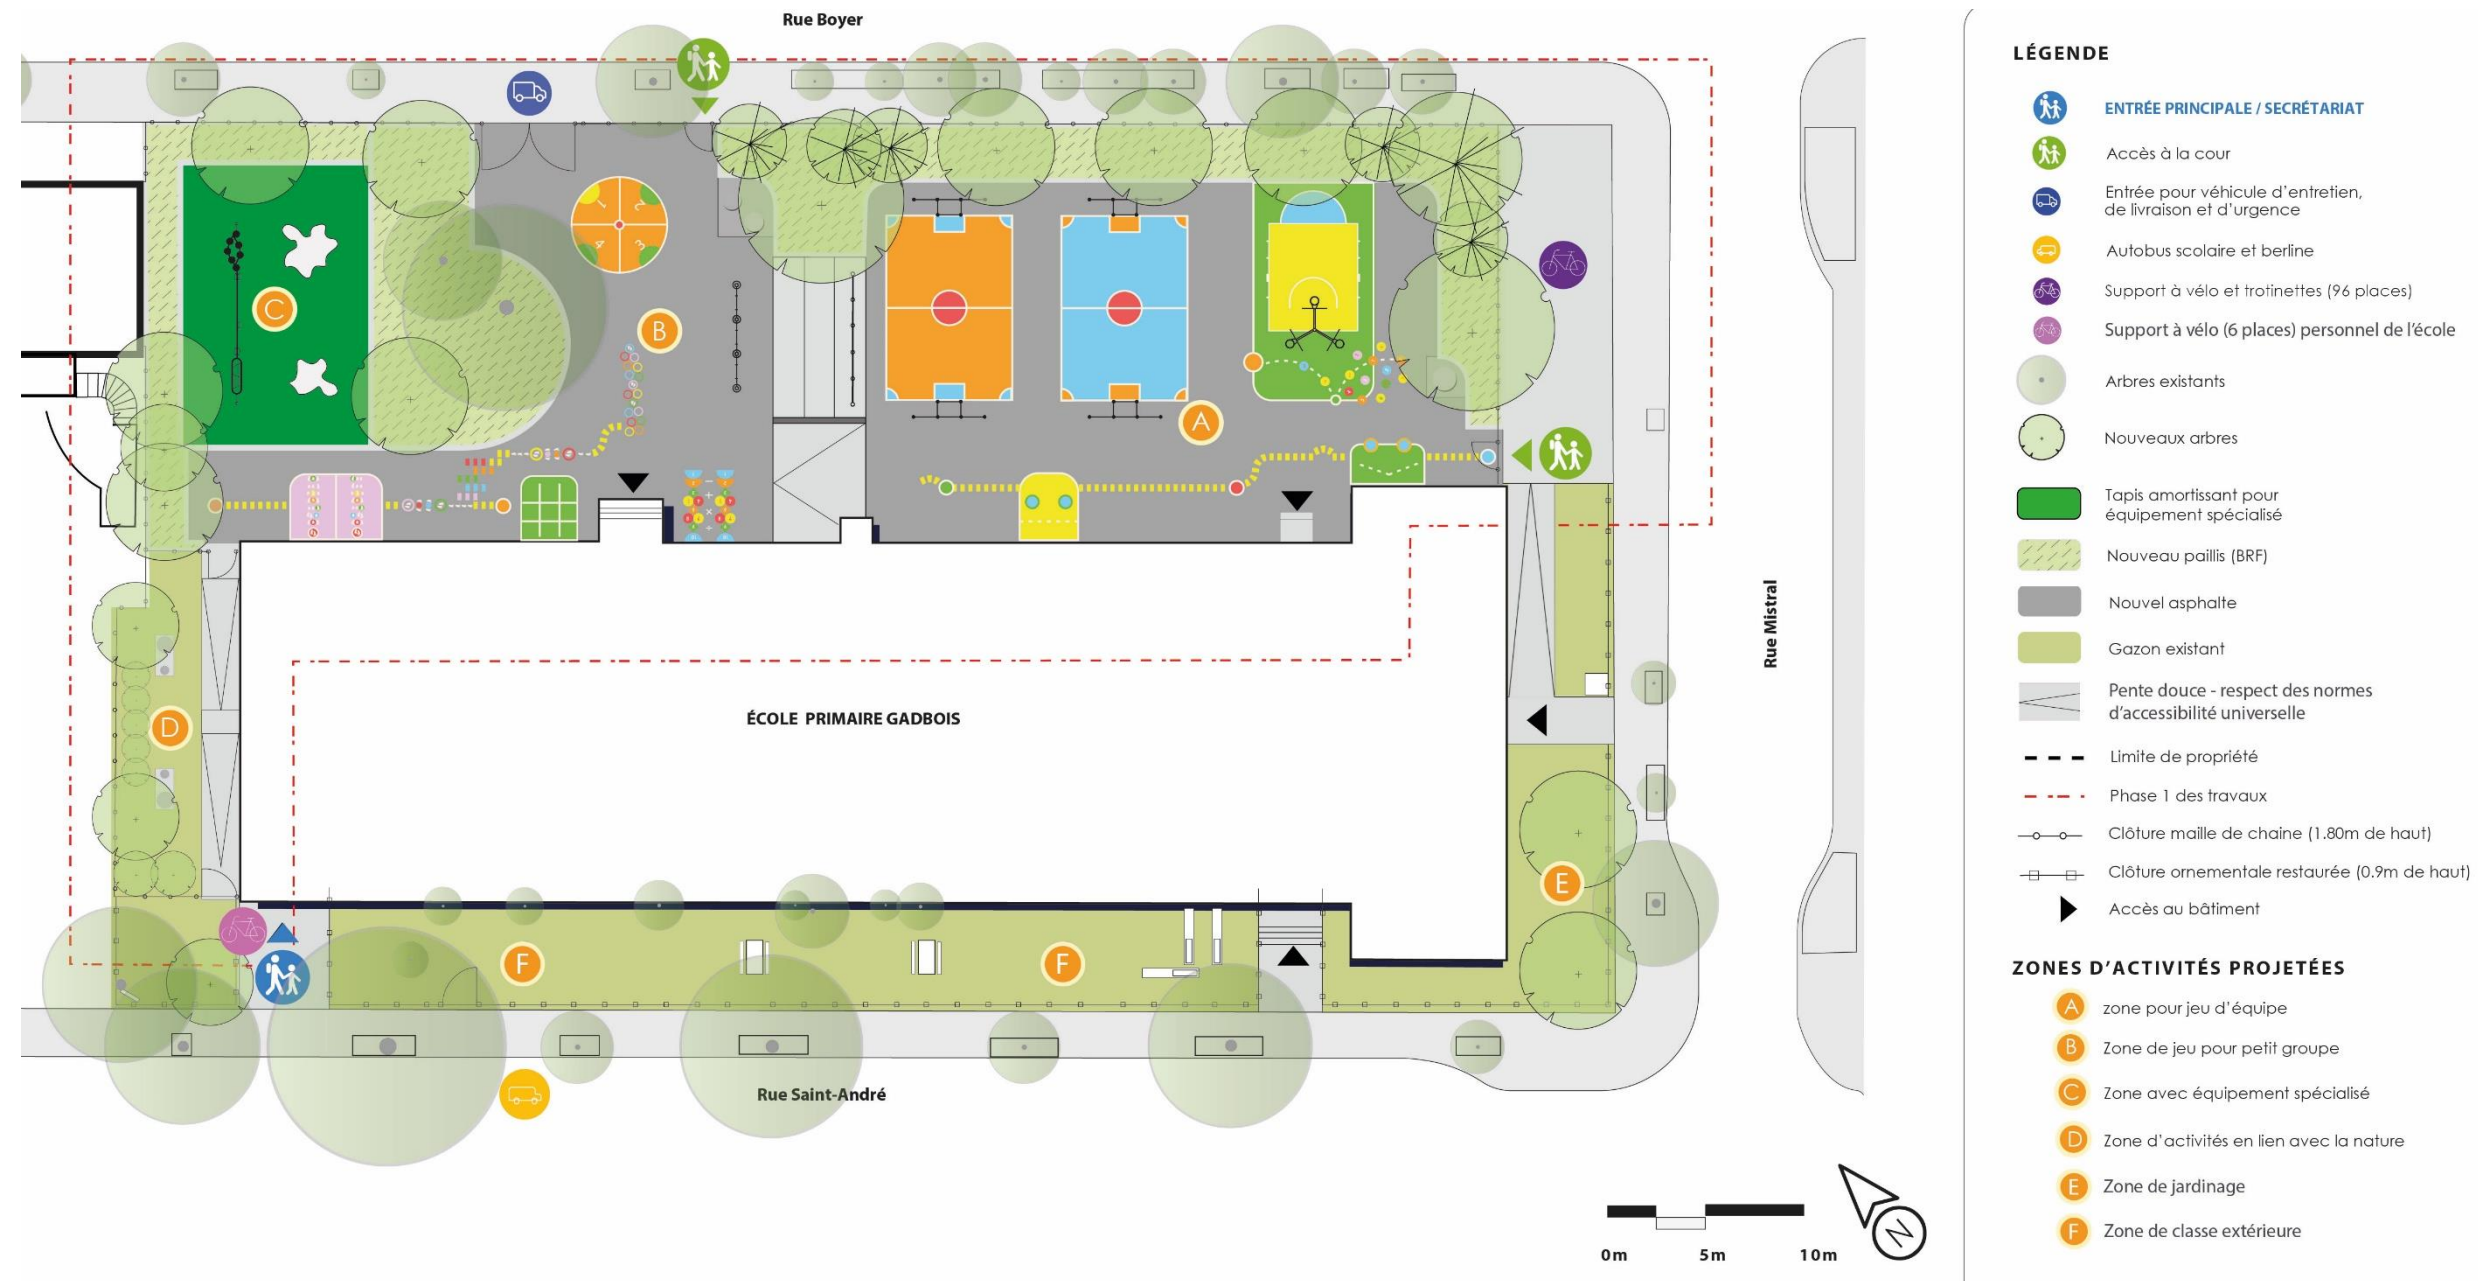 Rue Boyer
1
2
3
4
C
B
A
D
E
F
F
ÉCOLE PRIMAIRE GADBOIS
Rue Mistral
Rue Saint-André
0m
5m
10m
N
LÉGENDE
ENTRÉE PRINCIPALE / SECRÉTARIAT
Accès à la cour
Entrée pour véhicule d'entretien,
de livraison et d'urgence
Autobus scolaire et berline
Support à vélo et trotinettes (96 places)
Support à vélo (6 places) personnel de l'école
Arbres existants
Nouveaux arbres
Tapis amortissant pour
équipement spécialisé
Nouveau paillis (BRF)
Nouvel asphalte
Gazon existant
Pente douce - respect des normes
d'accessibilité universelle
Limite de propriété
Phase 1 des travaux
Clôture maille de chaine (1.80m de haut)
Clôture ornementale restaurée (0.9m de haut)
Accès au bâtiment
ZONES D'ACTIVITÉS PROJETÉES
A zone pour jeu d'équipe
B Zone de jeu pour petit groupe
C Zone avec équipement spécialisé
D Zone d'activités en lien avec la nature
E Zone de jardinage
F Zone de classe extérieure